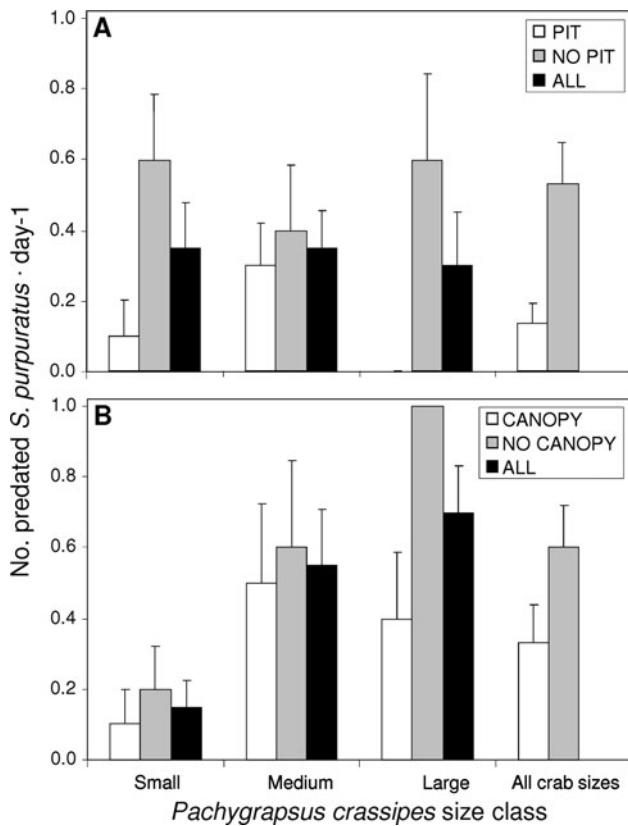 No. predated S. purpuratus · day-1
A
1.0
0.8
0.6
0.4
0.2
0.0
PIT
NO PIT
ALL
B
1.0
0.8
0.6
0.4
0.2
0.0
CANOPY
NO CANOPY
ALL
Small Medium Large All crab sizes
Pachygrapsus crassipes size class